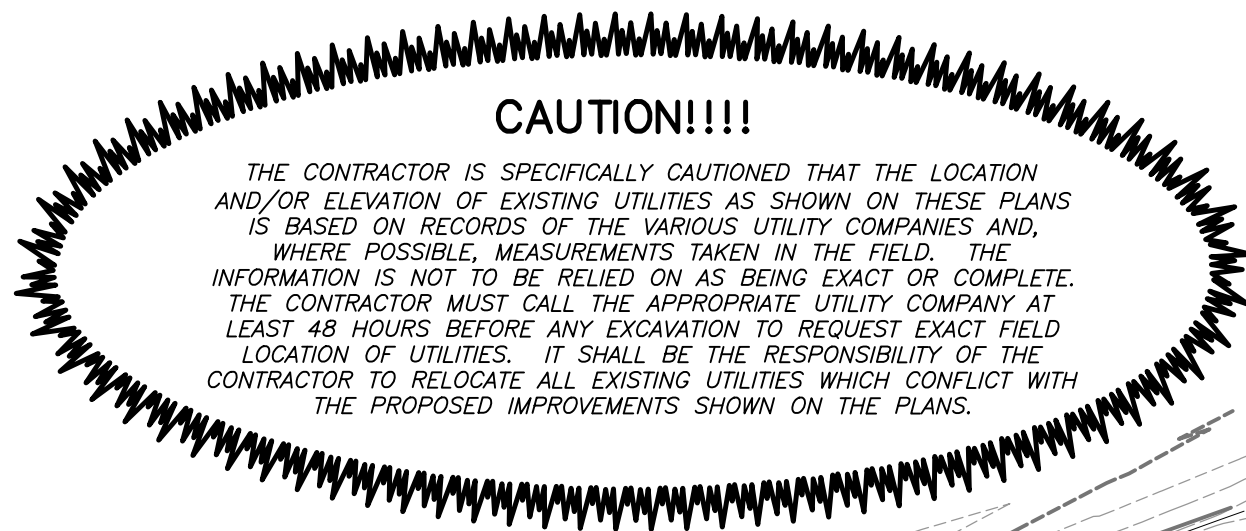 CAUTION!!!!
THE CONTRACTOR IS SPECIFICALLY CAUTIONED THAT THE LOCATION
AND/OR ELEVATION OF EXISTING UTILITIES AS SHOWN ON THESE PLANS
IS BASED ON RECORDS OF THE VARIOUS UTILITY COMPANIES AND,
WHERE POSSIBLE, MEASUREMENTS TAKEN IN THE FIELD. THE
INFORMATION IS NOT TO BE RELIED ON AS BEING EXACT OR COMPLETE.
THE CONTRACTOR MUST CALL THE APPROPRIATE UTILITY COMPANY AT
LEAST 48 HOURS BEFORE ANY EXCAVATION TO REQUEST EXACT FIELD
LOCATION OF UTILITIES. IT SHALL BE THE RESPONSIBILITY OF THE
CONTRACTOR TO RELOCATE ALL EXISTING UTILITIES WHICH CONFLICT WITH
THE PROPOSED IMPROVEMENTS SHOWN ON THE PLANS.